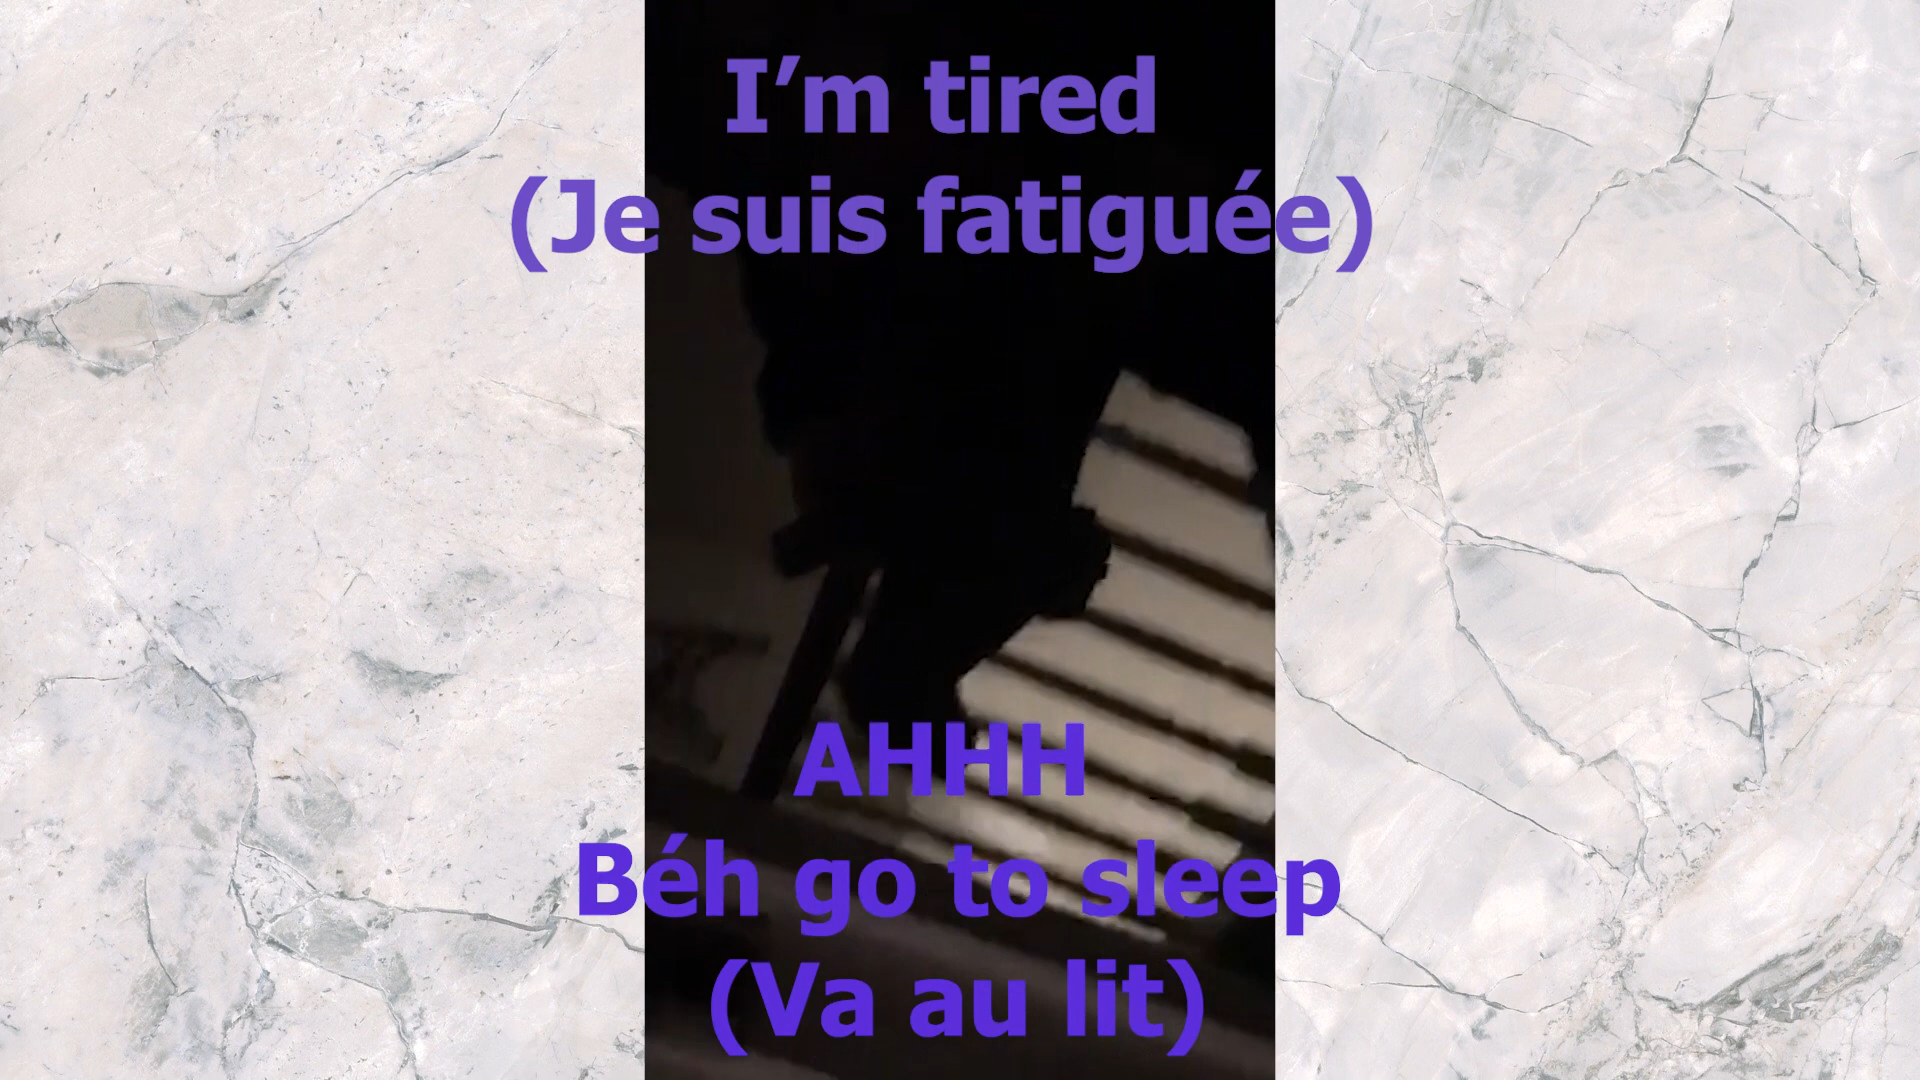 I’m tired
(Je suis fatiguée)
AHHH
Béh go to sleep
(Va au lit)